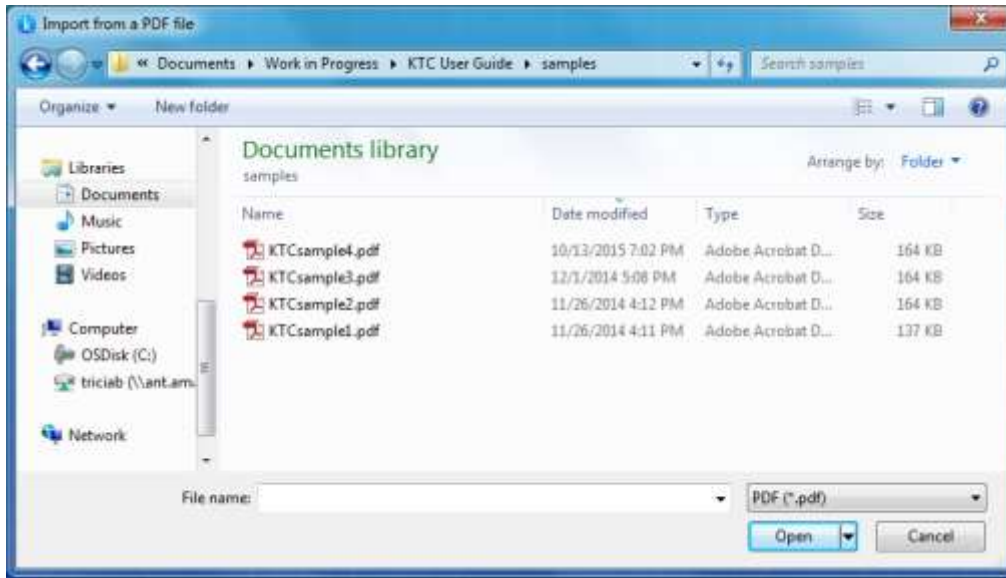 Import from a PDF file
« Documents ▸ Work in Progress ▸ KTC User Guide ▸ samples
Search samples
Organize
New folder
Libraries
Documents
Music
Pictures
Videos
Computer
OSDisk (C:)
triciab (\\ant.am
Network
Documents library
samples
Arrange by: Folder
Name Date modified Type Size
KTCsample4.pdf 10/13/2015 7:02 PM Adobe Acrobat D... 164 KB
KTCsample3.pdf 12/1/2014 5:08 PM Adobe Acrobat D... 164 KB
KTCsample2.pdf 11/26/2014 4:12 PM Adobe Acrobat D... 164 KB
KTCsample1.pdf 11/26/2014 4:11 PM Adobe Acrobat D... 137 KB
File name:
PDF (*.pdf)
Open
Cancel